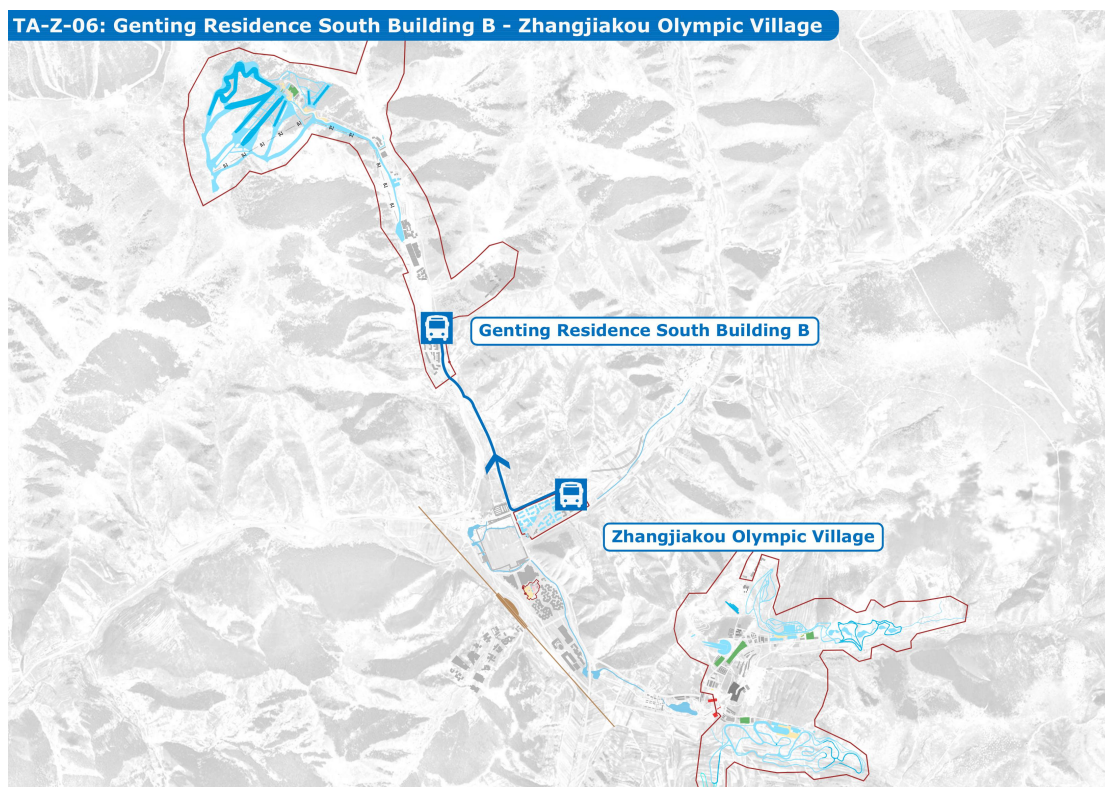 TA-Z-06: Genting Residence South Building B - Zhangjiakou Olympic Village
Genting Residence South Building B
Zhangjiakou Olympic Village